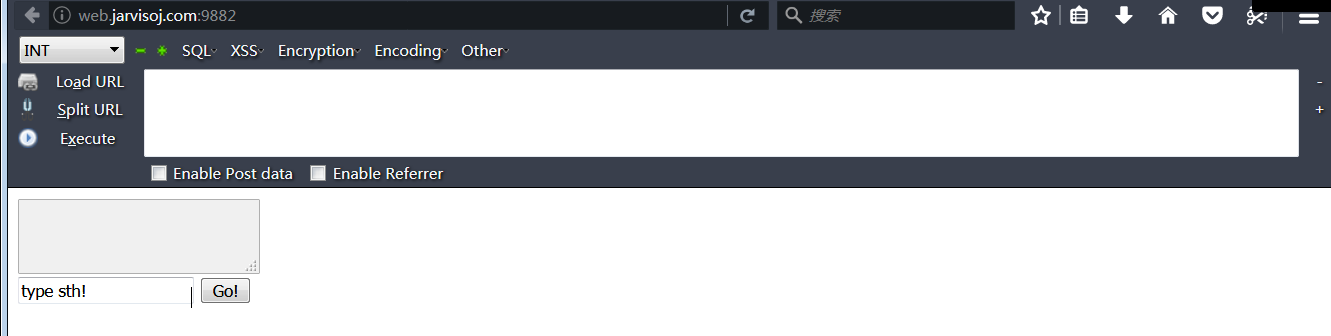 web.jarvisoj.com:9882 搜索
INT SQL XSS Encryption Encoding Other
Load URL
Split URL
Execute
-
+
Enable Post data Enable Referrer
type sth! Go!